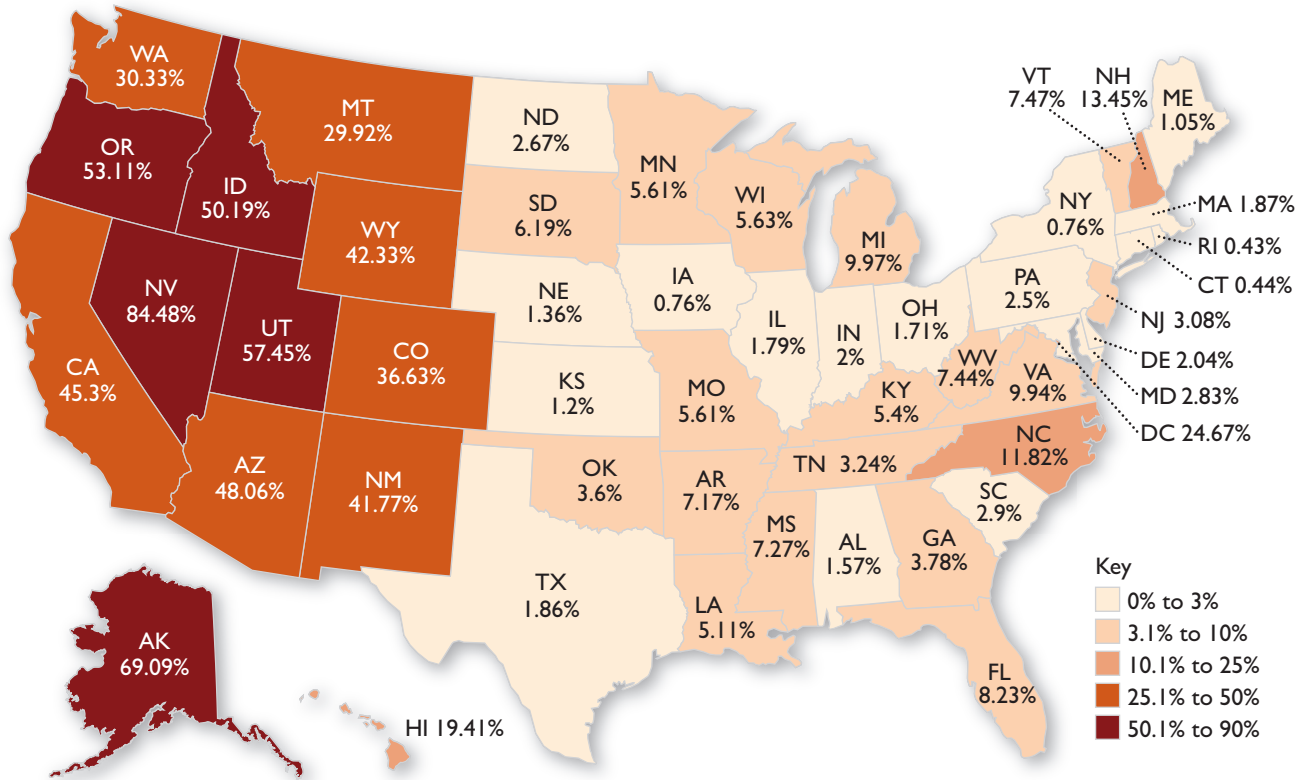 WA
30.33%
MT
29.92%
ND
2.67%
MN
5.61%
VT
7.47%
NH
13.45%
ME
1.05%
OR
53.11%
ID
50.19%
WY
42.33%
SD
6.19%
WI
5.63%
MI
9.97%
NY
0.76%
MA 1.87%
RI 0.43%
CT 0.44%
NV
84.48%
UT
57.45%
CO
36.63%
NE
1.36%
IA
0.76%
IL
1.79%
IN
2%
OH
1.71%
PA
2.5%
NJ 3.08%
DE 2.04%
MD 2.83%
DC 24.67%
CA
45.3%
KS
1.2%
MO
5.61%
KY
5.4%
WV
7.44%
VA
9.94%
AZ
48.06%
NM
41.77%
OK
3.6%
AR
7.17%
TN 3.24%
NC
11.82%
SC
2.9%
TX
1.86%
LA
5.11%
MS
7.27%
AL
1.57%
GA
3.78%
FL
8.23%
AK
69.09%
HI 19.41%
Key
0% to 3%
3.1% to 10%
10.1% to 25%
25.1% to 50%
50.1% to 90%